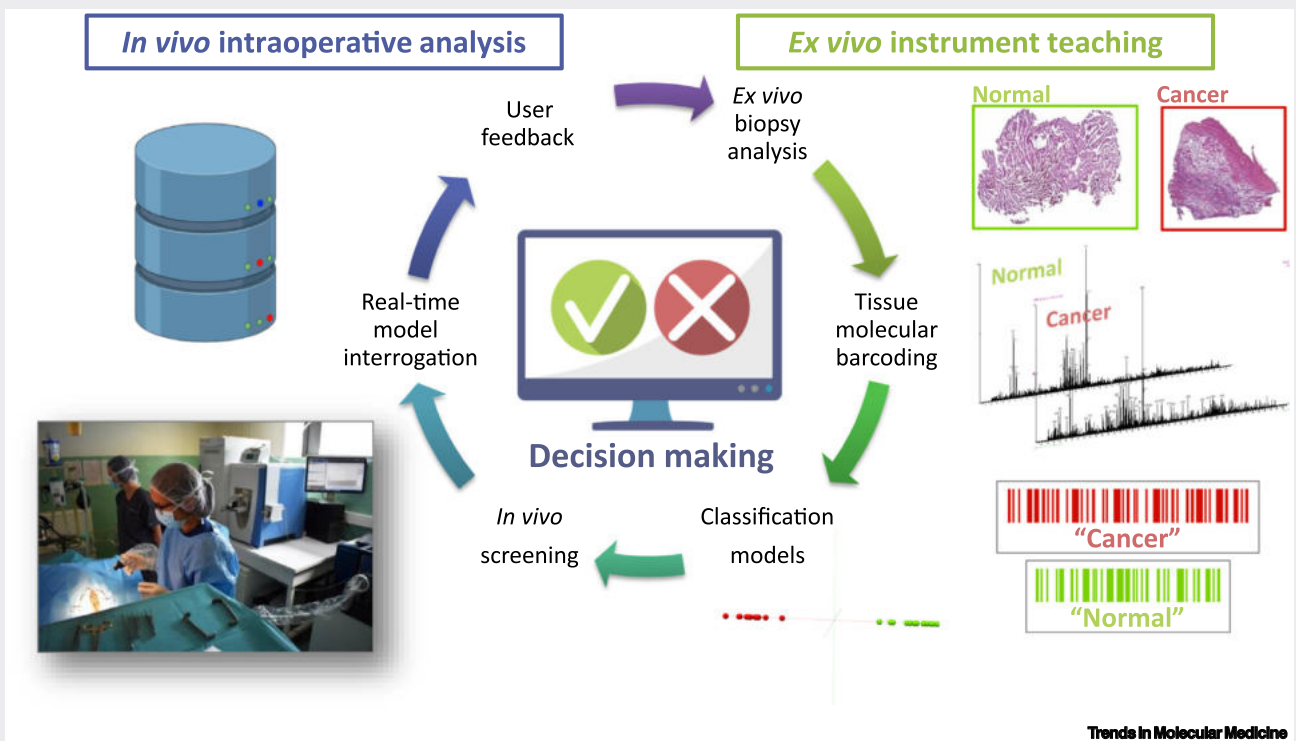 In vivo intraoperative analysis
Ex vivo instrument teaching
User
feedback
Ex vivo
biopsy
analysis
Normal
Cancer
Real-time
model
interrogation
Tissue
molecular
barcoding
Normal
Cancer
Decision making
In vivo
screening
Classification
models
"Cancer"
"Normal"
Trends in Molecular Medicine